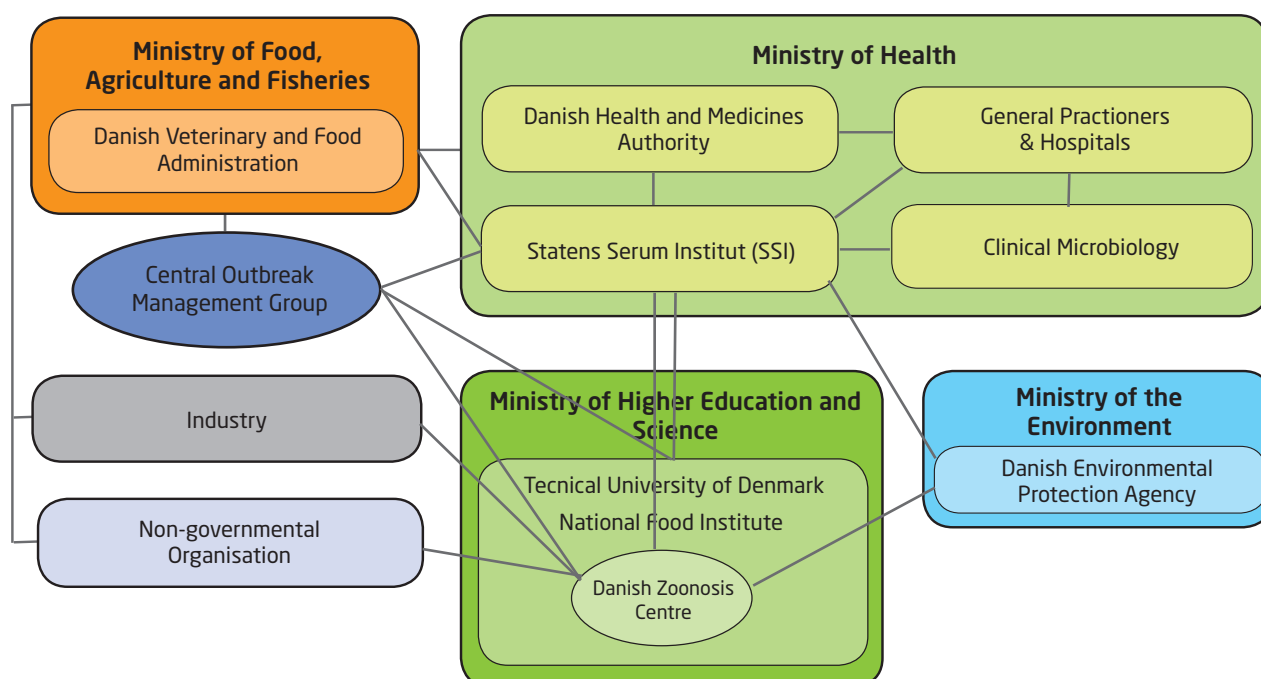 Ministry of Food,
Agriculture and Fisheries
Danish Veterinary and Food
Administration
Ministry of Health
Danish Health and Medicines
Authority
General Practioners
& Hospitals
Statens Serum Institut (SSI)
Clinical Microbiology
Central Outbreak
Management Group
Industry
Non-governmental
Organisation
Ministry of Higher Education and
Science
Tecnical University of Denmark
National Food Institute
Danish Zoonosis
Centre
Ministry of the
Environment
Danish Environmental
Protection Agency